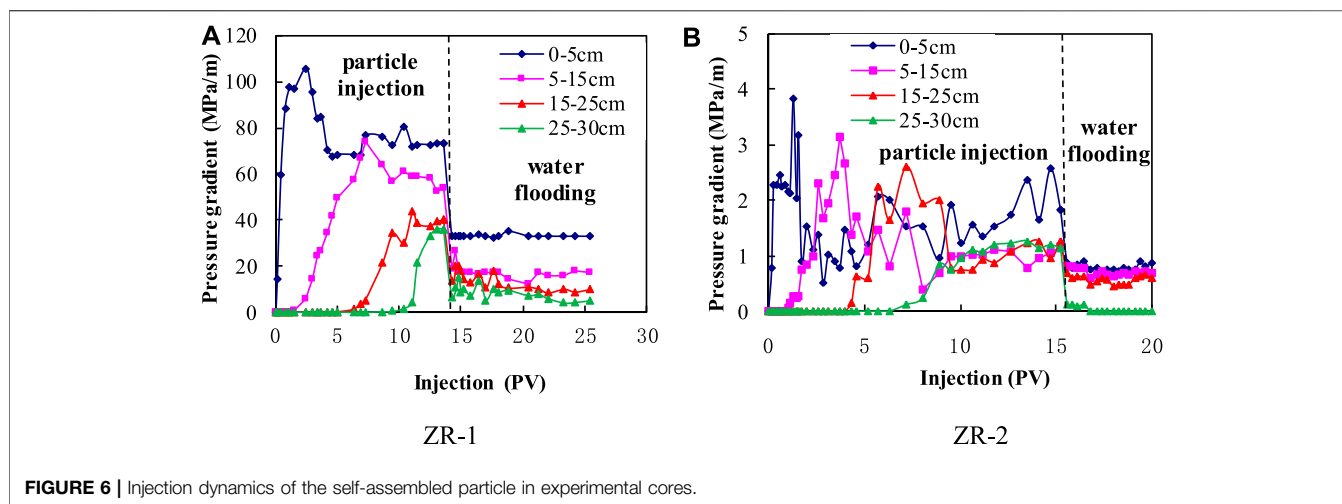 A
Pressure gradient (MPa/m)
120
100
80
60
40
20
0
0 5 10 15 20 25 30
Injection (PV)
particle
injection
0-5cm
5-15cm
15-25cm
25-30cm
water
flooding
ZR-1
B
Pressure gradient (MPa/m)
5
4
3
2
1
0
0 5 10 15 20
Injection (PV)
0-5cm
5-15cm
15-25cm
25-30cm
particle injection
water
flooding
ZR-2
FIGURE 6 | Injection dynamics of the self-assembled particle in experimental cores.